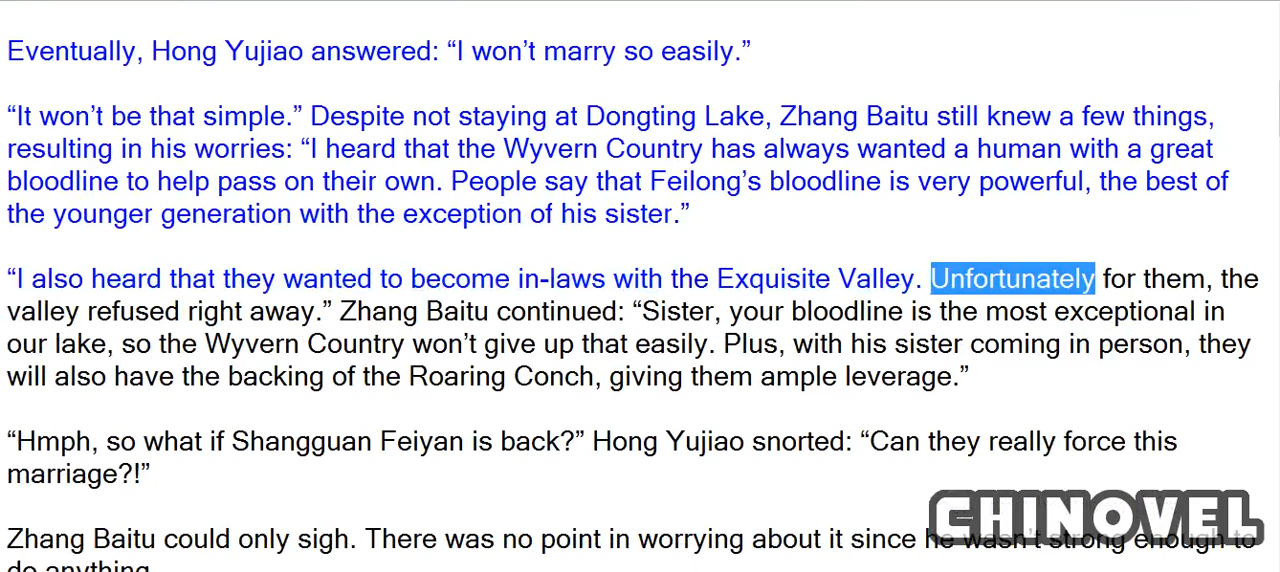 Eventually, Hong Yujiao answered: “I won’t marry so easily.”
“It won’t be that simple.” Despite not staying at Dongting Lake, Zhang Baitu still knew a few things,
resulting in his worries: “I heard that the Wyvern Country has always wanted a human with a great
bloodline to help pass on their own. People say that Feilong’s bloodline is very powerful, the best of
the younger generation with the exception of his sister.”
“I also heard that they wanted to become in-laws with the Exquisite Valley. Unfortunately for them, the
valley refused right away.” Zhang Baitu continued: “Sister, your bloodline is the most exceptional in
our lake, so the Wyvern Country won’t give up that easily. Plus, with his sister coming in person, they
will also have the backing of the Roaring Conch, giving them ample leverage.”
“Hmph, so what if Shangguan Feiyan is back?” Hong Yujiao snorted: “Can they really force this
marriage?!”
CHINOVEL
Zhang Baitu could only sigh. There was no point in worrying about it since he wasn’t strong enough to
do anything.